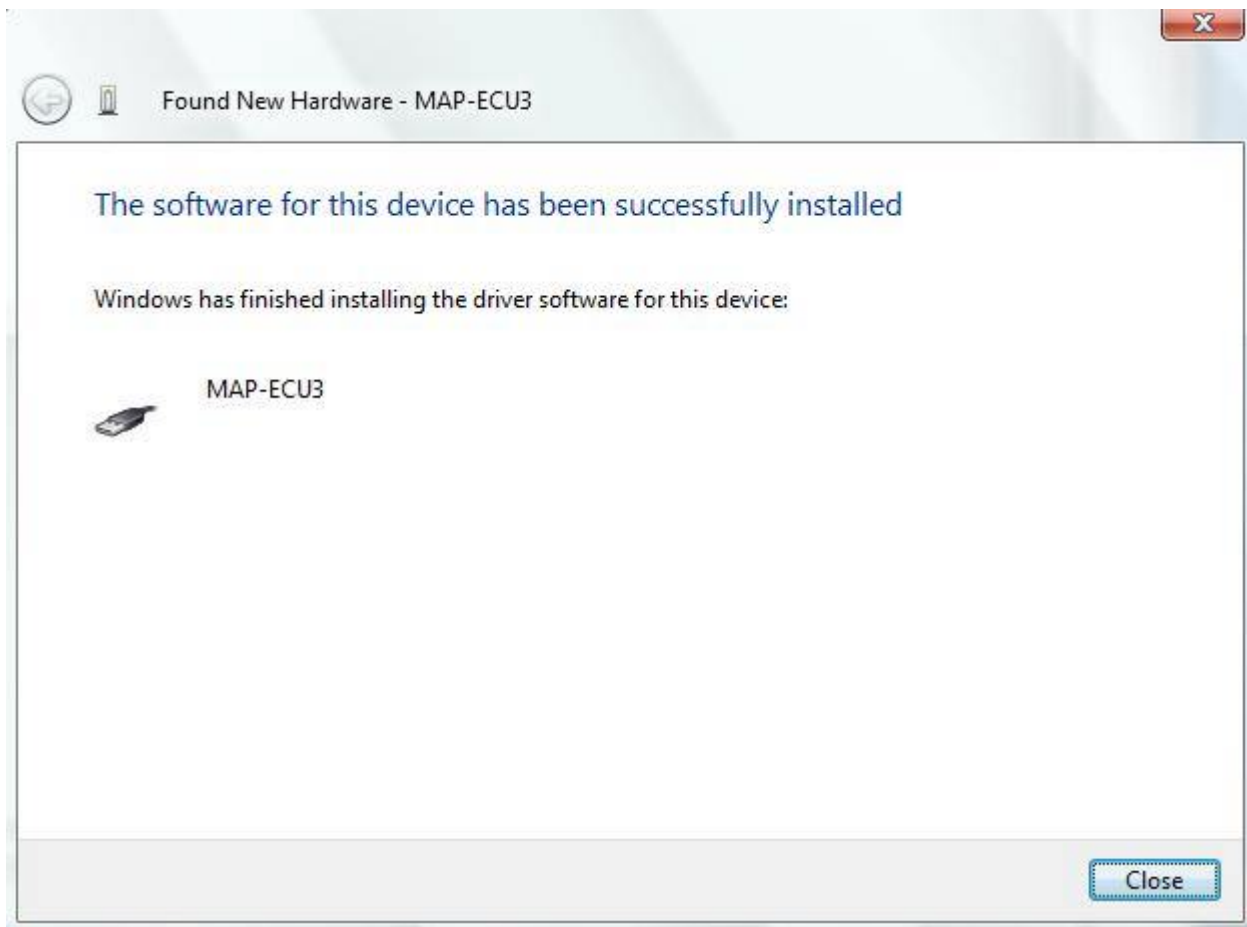 Found New Hardware - MAP-ECU3
The software for this device has been successfully installed
Windows has finished installing the driver software for this device:
MAP-ECU3
Close